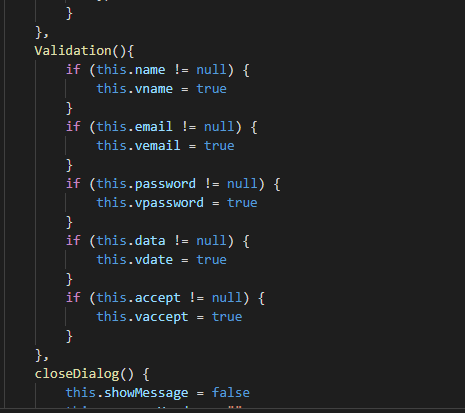 }
},
Validation(){
if (this.name != null) {
this.vname = true
}
if (this.email != null) {
this.vemail = true
}
if (this.password != null) {
this.vpassword = true
}
if (this.data != null) {
this.vdate = true
}
if (this.accept != null) {
this.vaccept = true
}
},
closeDialog() {
this.showMessage = false